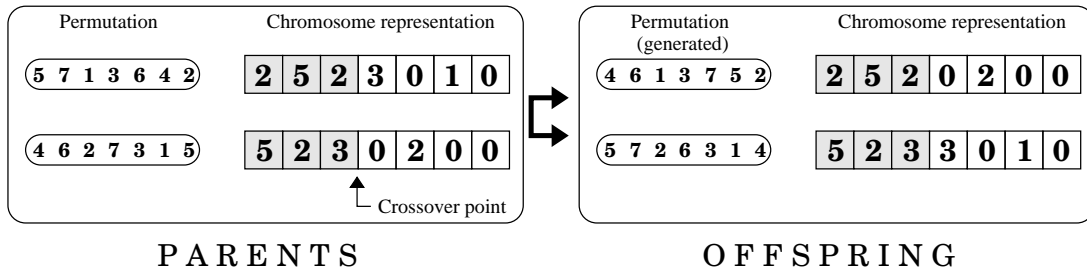 Permutation
Chromosome representation
5 7 1 3 6 4 2
2 5 2 3 0 1 0
4 6 2 7 3 1 5
5 2 3 0 2 0 0
Crossover point
PARENTS
Permutation
(generated)
Chromosome representation
4 6 1 3 7 5 2
2 5 2 0 2 0 0
5 7 2 6 3 1 4
5 2 3 3 0 1 0
OFFSPRING